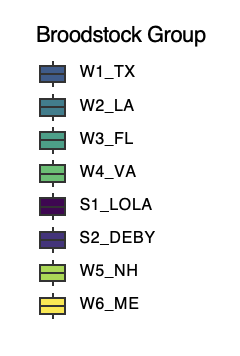 Broodstock Group
W1_TX
W2_LA
W3_FL
W4_VA
S1_LOLA
S2_DEBY
W5_NH
W6_ME